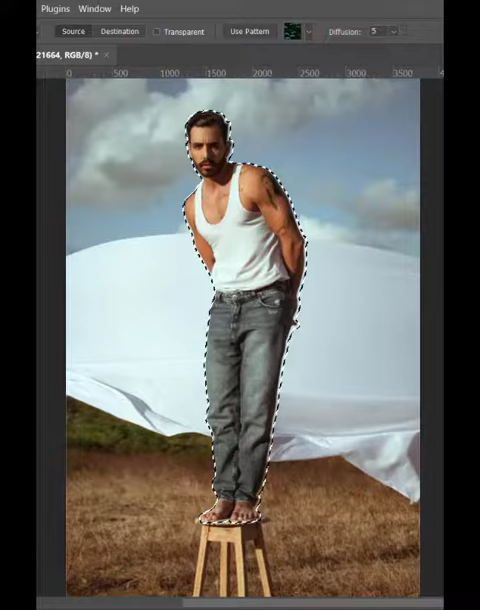 Plugins Window Help
Source Destination Transparent Use Pattern Diffusion: 5
21664, RGB/8) * ×
0 500 1000 1500 2000 2500 3000 3500